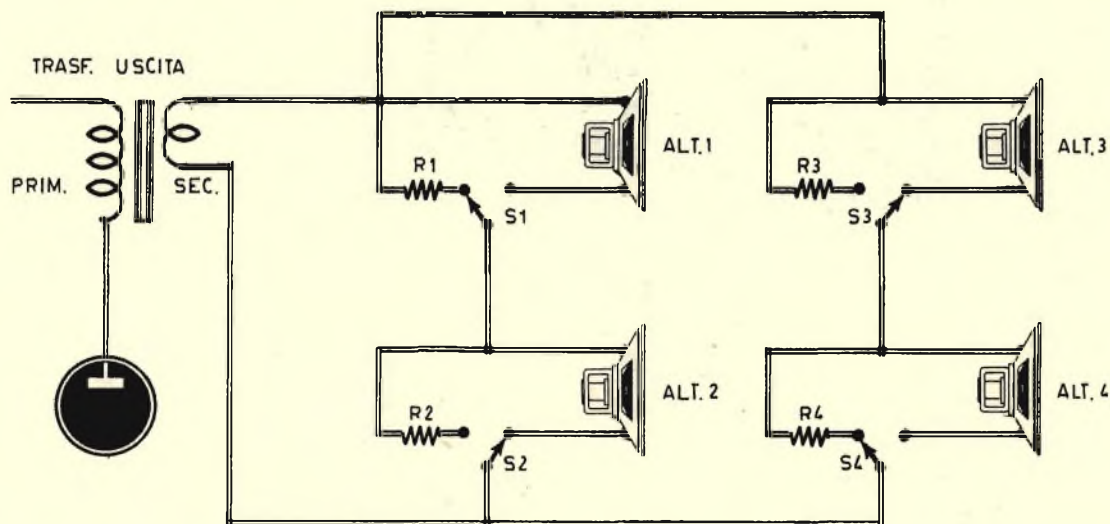 TRASF. USCITA
PRIM.
SEC.
R1
S1
ALT.1
R3
S3
ALT.3
R2
S2
ALT. 2
R4
S4
ALT. 4